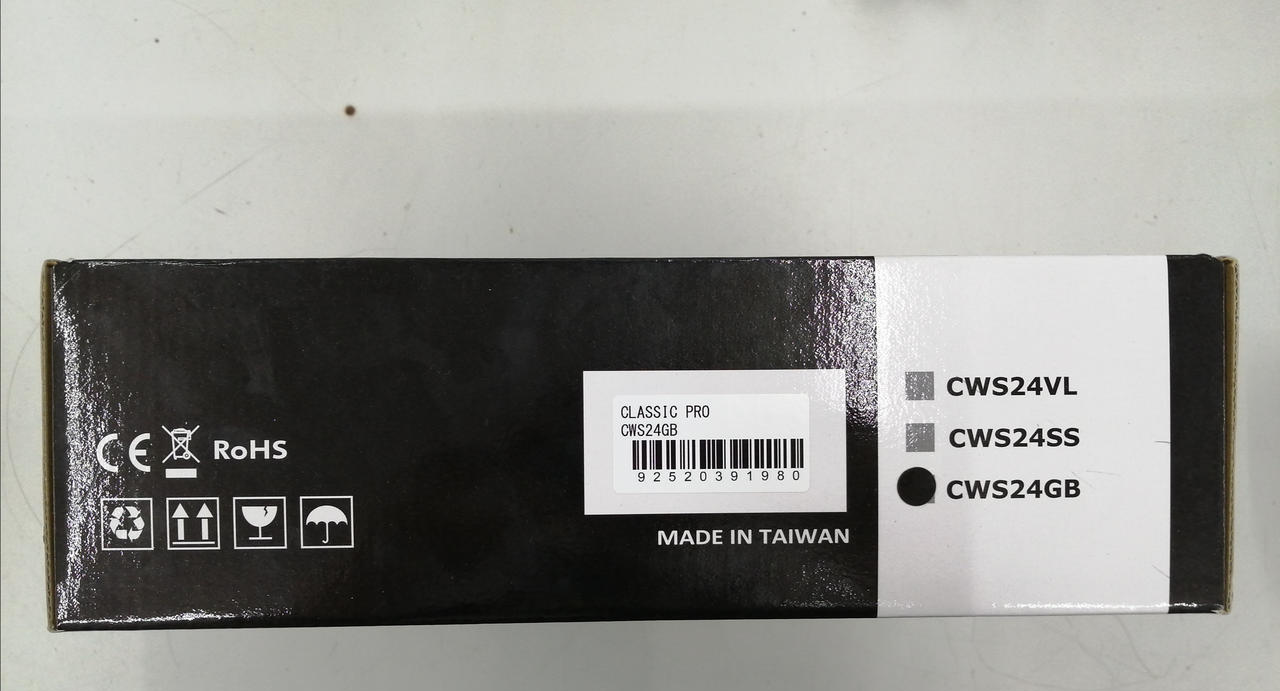 CE RoHS
CLASSIC PRO
CWS24GB
92520391980
MADE IN TAIWAN
CWS24VL
CWS24SS
CWS24GB